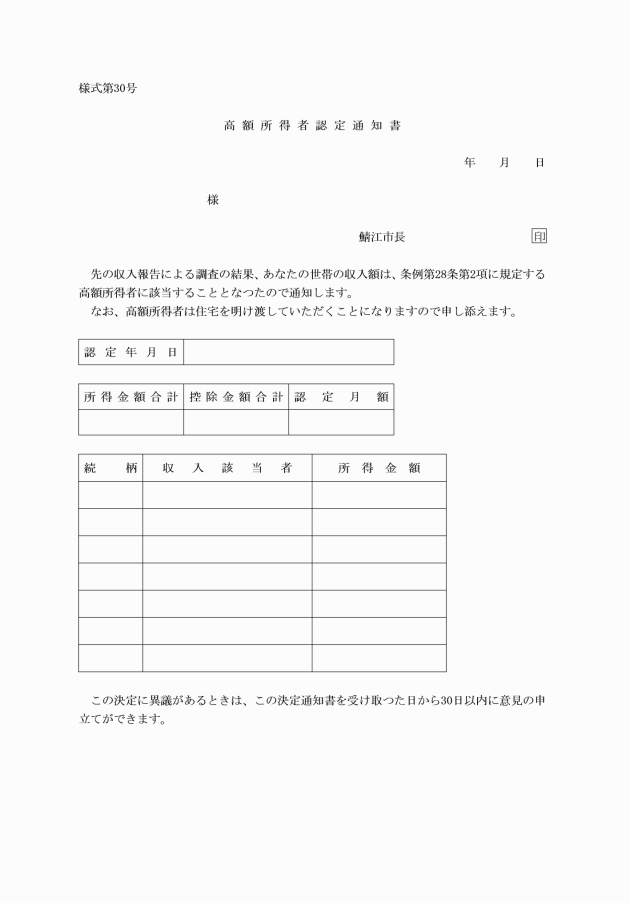 様式第30号
高額所得者認定通知書
年　月　日
様
鯖江市長　印
先の収入報告による調査の結果、あなたの世帯の収入額は、条例第28条第2項に規定する
高額所得者に該当することとなつたので通知します。
なお、高額所得者は住宅を明け渡していただくことになりますので申し添えます。
認定年月日
所得金額合計　控除金額合計　認定月額
続柄　収入該当者　所得金額
この決定に異議があるときは、この決定通知書を受け取つた日から30日以内に意見の申
立てができます。